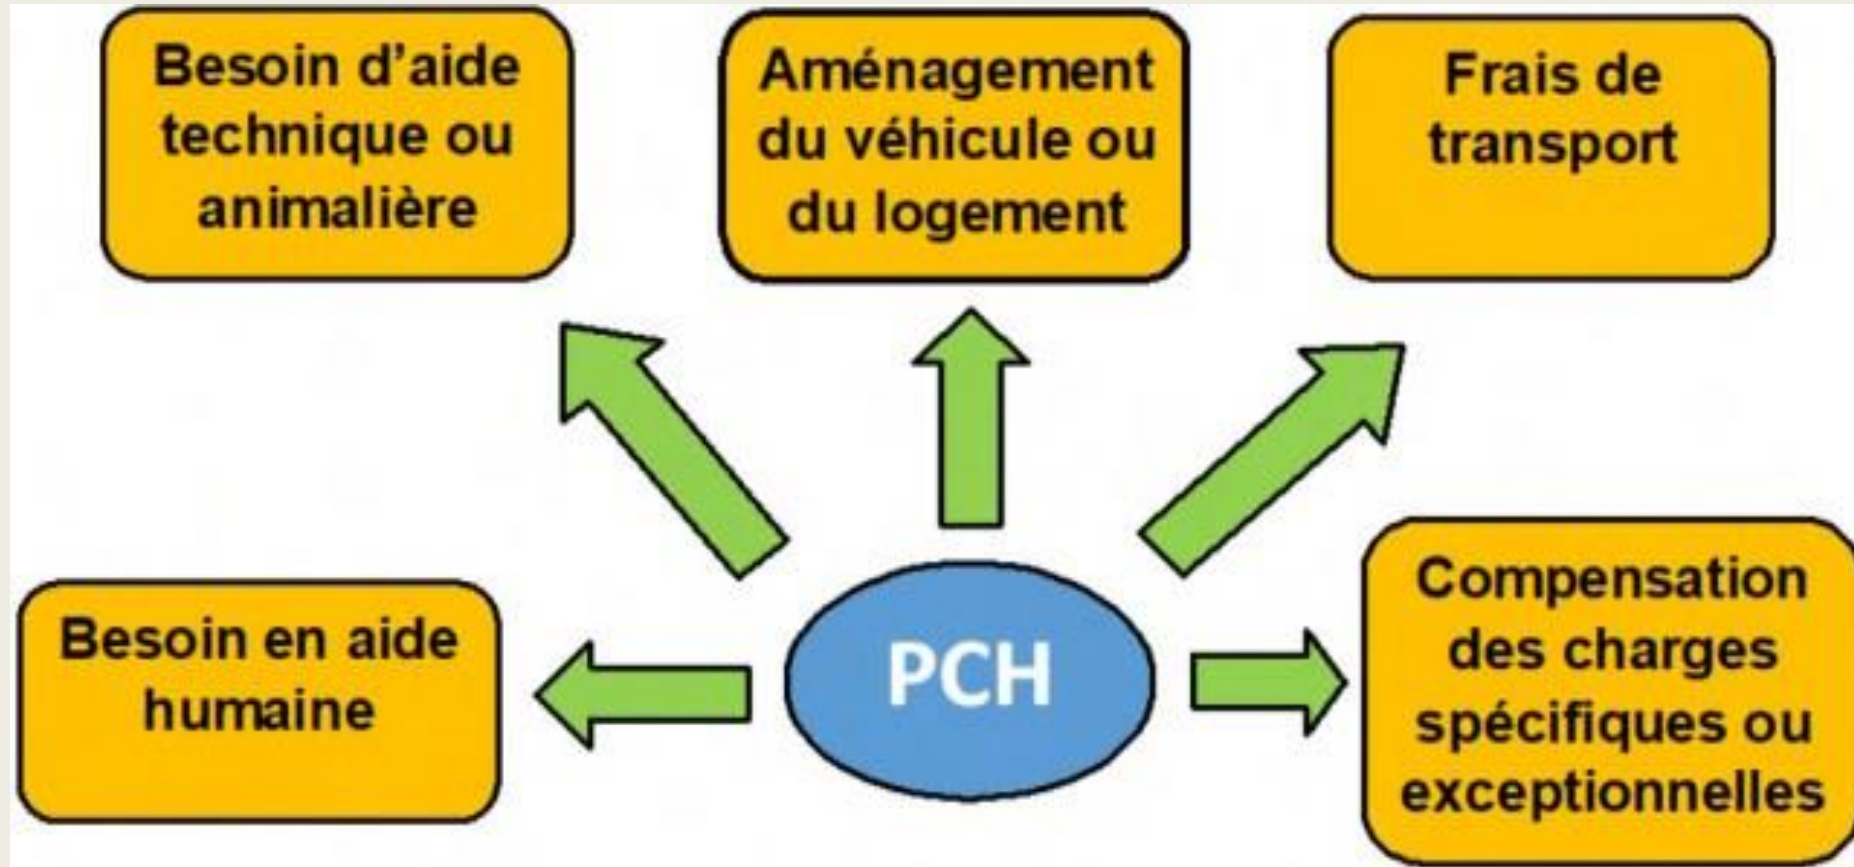 Besoin d'aide
technique ou
animalière
Aménagement
du véhicule ou
du logement
Frais de
transport
Besoin en aide
humaine
PCH
Compensation
des charges
spécifiques ou
exceptionnelles